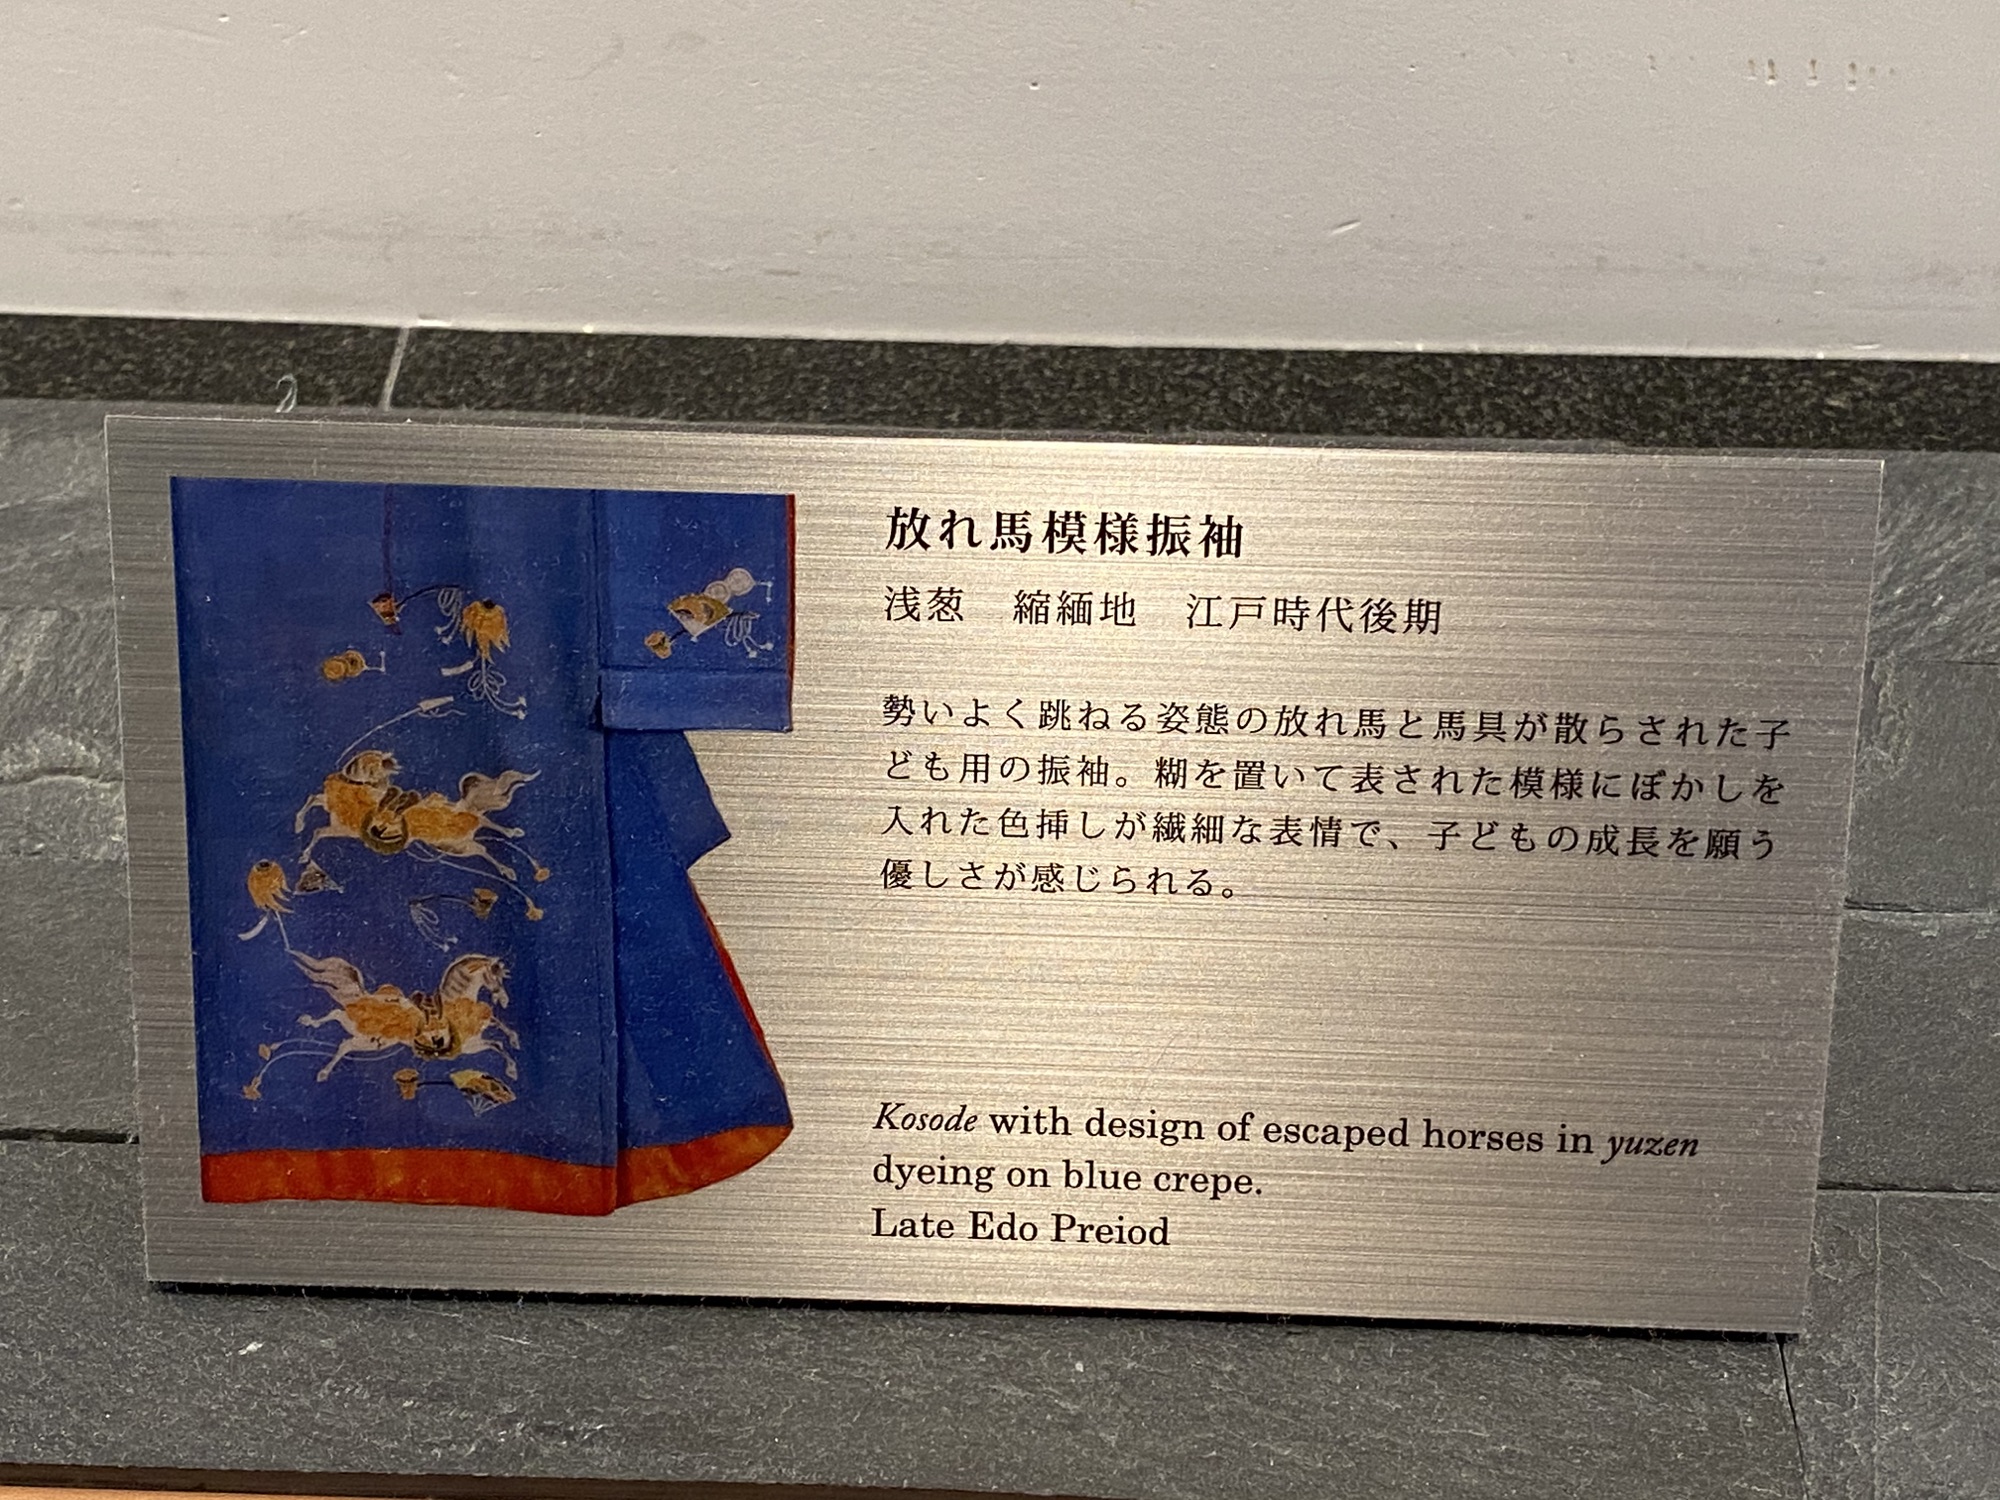 放れ馬模様振袖
浅葱　縮緬地　江戸時代後期
勢いよく跳ねる姿態の放れ馬と馬具が散らされた子
ども用の振袖。糊を置いて表された模様にぼかしを
入れた色挿しが繊細な表情で、子どもの成長を願う
優しさが感じられる。
Kosode with design of escaped horses in yuzen
dyeing on blue crepe.
Late Edo Preiod